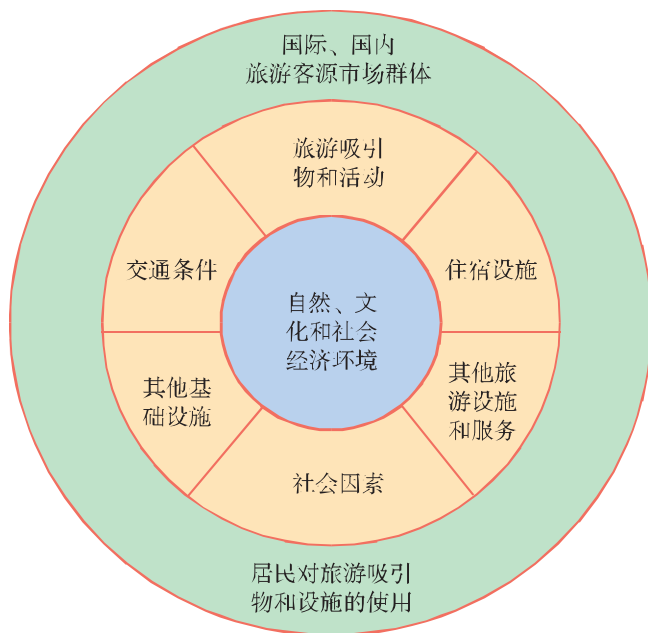 国际、国内
旅游客源市场群体
旅游吸引
物和活动
交通条件
住宿设施
自然、文
化和社会
经济环境
其他基
础设施
其他旅
游设施
和服务
社会因素
居民对旅游吸引
物和设施的使用